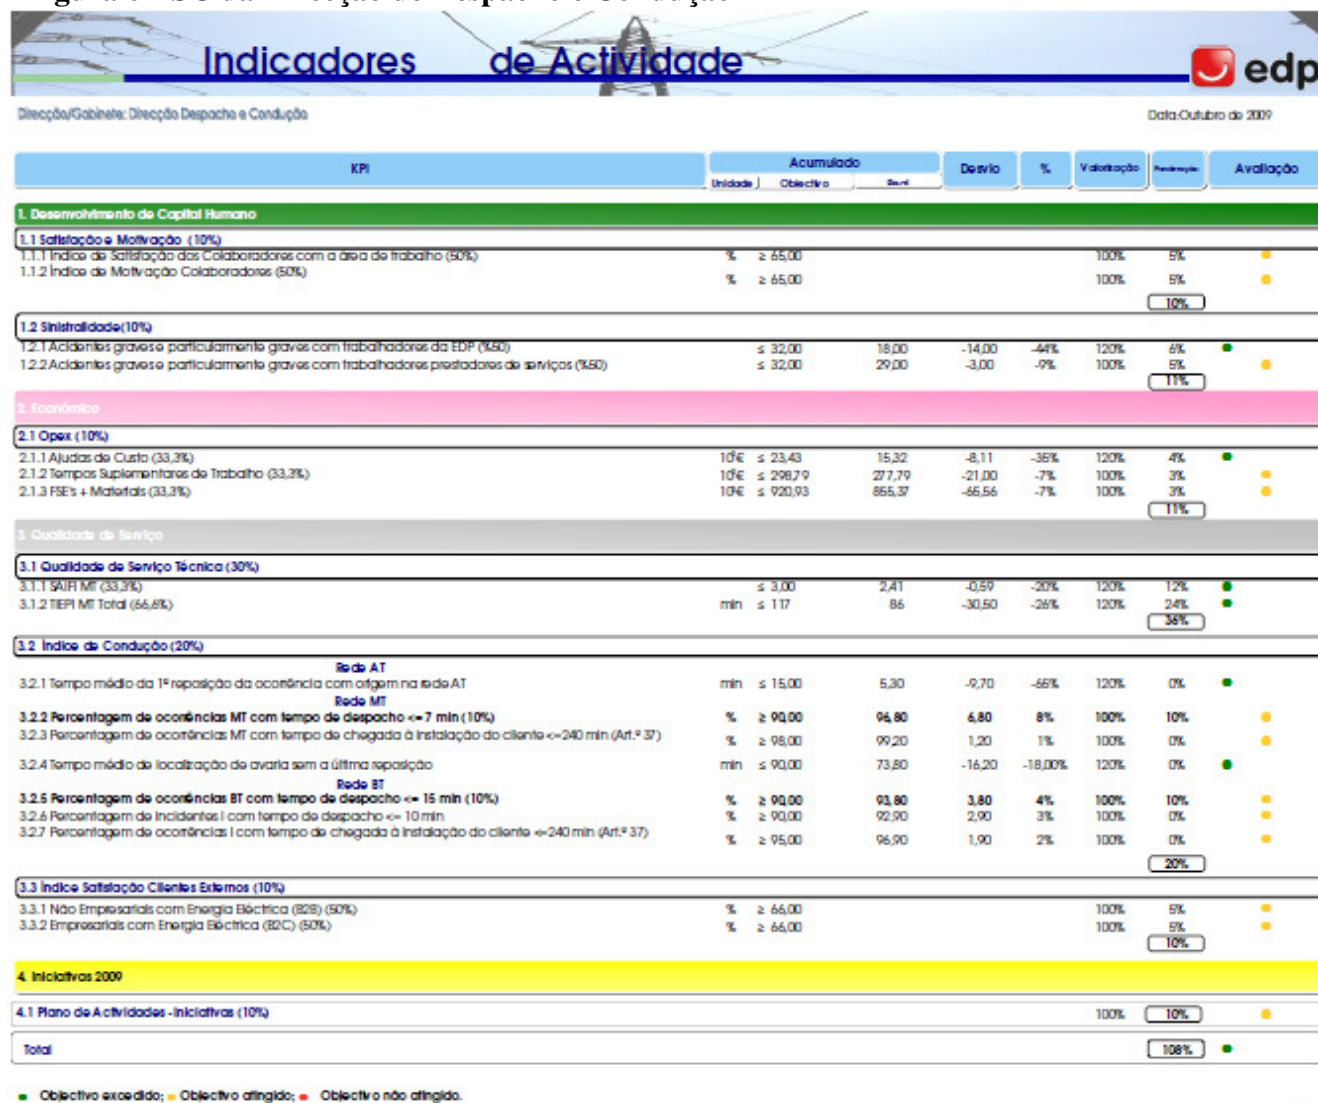 Indicadores de Actividade
edp
Direcção/Gabinete: Direcção Despacho e Condução Data:Outubro de 2009
KPI Acumulado Desvio % Valorização Ponderação Avaliação
Unidade Objectivo Real
1. Desenvolvimento de Capital Humano
1.1 Satisfação e Motivação (10%)
1.1.1 Índice de Satisfação dos Colaboradores com a área de trabalho (50%) % ≥ 65,00 100% 5%
1.1.2 Índice de Motivação Colaboradores (50%) % ≥ 65,00 100% 5%
10%
1.2 Sinistralidade(10%)
1.2.1 Acidentes graves e particularmente graves com trabalhadores da EDP (%50) ≤ 32,00 18,00 -14,00 -44% 120% 6%
1.2.2 Acidentes graves e particularmente graves com trabalhadores prestadores de serviços (%50) ≤ 32,00 29,00 -3,00 -9% 100% 5%
11%
2. Económico
2.1 Opex (10%)
2.1.1 Ajudas de Custo (33,3%) ≤ 23,43 15,32 -8,11 -35% 120% 4%
2.1.2 Tempos Suplementares de Trabalho (33,3%) ≤ 298,79 277,79 -21,00 -7% 100% 3%
2.1.3 FSE's + Materiais (33,3%) ≤ 920,93 855,37 -65,56 -7% 100% 3%
11%
3. Qualidade de Serviço
3.1 Qualidade de Serviço Técnica (30%)
3.1.1 SAIFI MT (33,3%) ≤ 3,00 2,41 -0,59 -20% 120% 12%
3.1.2 TIEPI MT Total (66,6%) min ≤ 117 86 -30,50 -26% 120% 24%
36%
3.2 Índice de Condução (20%)
Rede AT
3.2.1 Tempo médio da 1ª reposição da ocorrência com origem na rede AT min ≤ 15,00 5,30 -9,70 -65% 120% 0%
Rede MT
3.2.2 Percentagem de ocorrências MT com tempo de despacho <= 7 min (10%) % ≥ 90,00 96,80 6,80 8% 100% 10%
3.2.3 Percentagem de ocorrências MT com tempo de chegada à instalação do cliente <=240 min (Art.º 37) % ≥ 98,00 99,20 1,20 1% 100% 0%
3.2.4 Tempo médio de localização de avaria sem a última reposição min ≤ 90,00 73,80 -16,20 -18,00% 120% 0%
Rede BT
3.2.5 Percentagem de ocorrências BT com tempo de despacho <= 15 min (10%) % ≥ 90,00 93,80 3,80 4% 100% 10%
3.2.6 Percentagem de incidentes I com tempo de despacho <= 10 min % ≥ 90,00 92,90 2,90 3% 100% 0%
3.2.7 Percentagem de ocorrências I com tempo de chegada à instalação do cliente <=240 min (Art.º 37) % ≥ 95,00 96,90 1,90 2% 100% 0%
20%
3.3 Índice Satisfação Clientes Externos (10%)
3.3.1 Não Empresariais com Energia Eléctrica (B2B) (50%) % ≥ 66,00 100% 5%
3.3.2 Empresariais com Energia Eléctrica (B2C) (50%) % ≥ 66,00 100% 5%
10%
4. Iniciativas 2009
4.1 Plano de Actividades - Iniciativas (10%) 100% 10%
Total 108%
Objectivo excedido; Objectivo atingido; Objectivo não atingido.